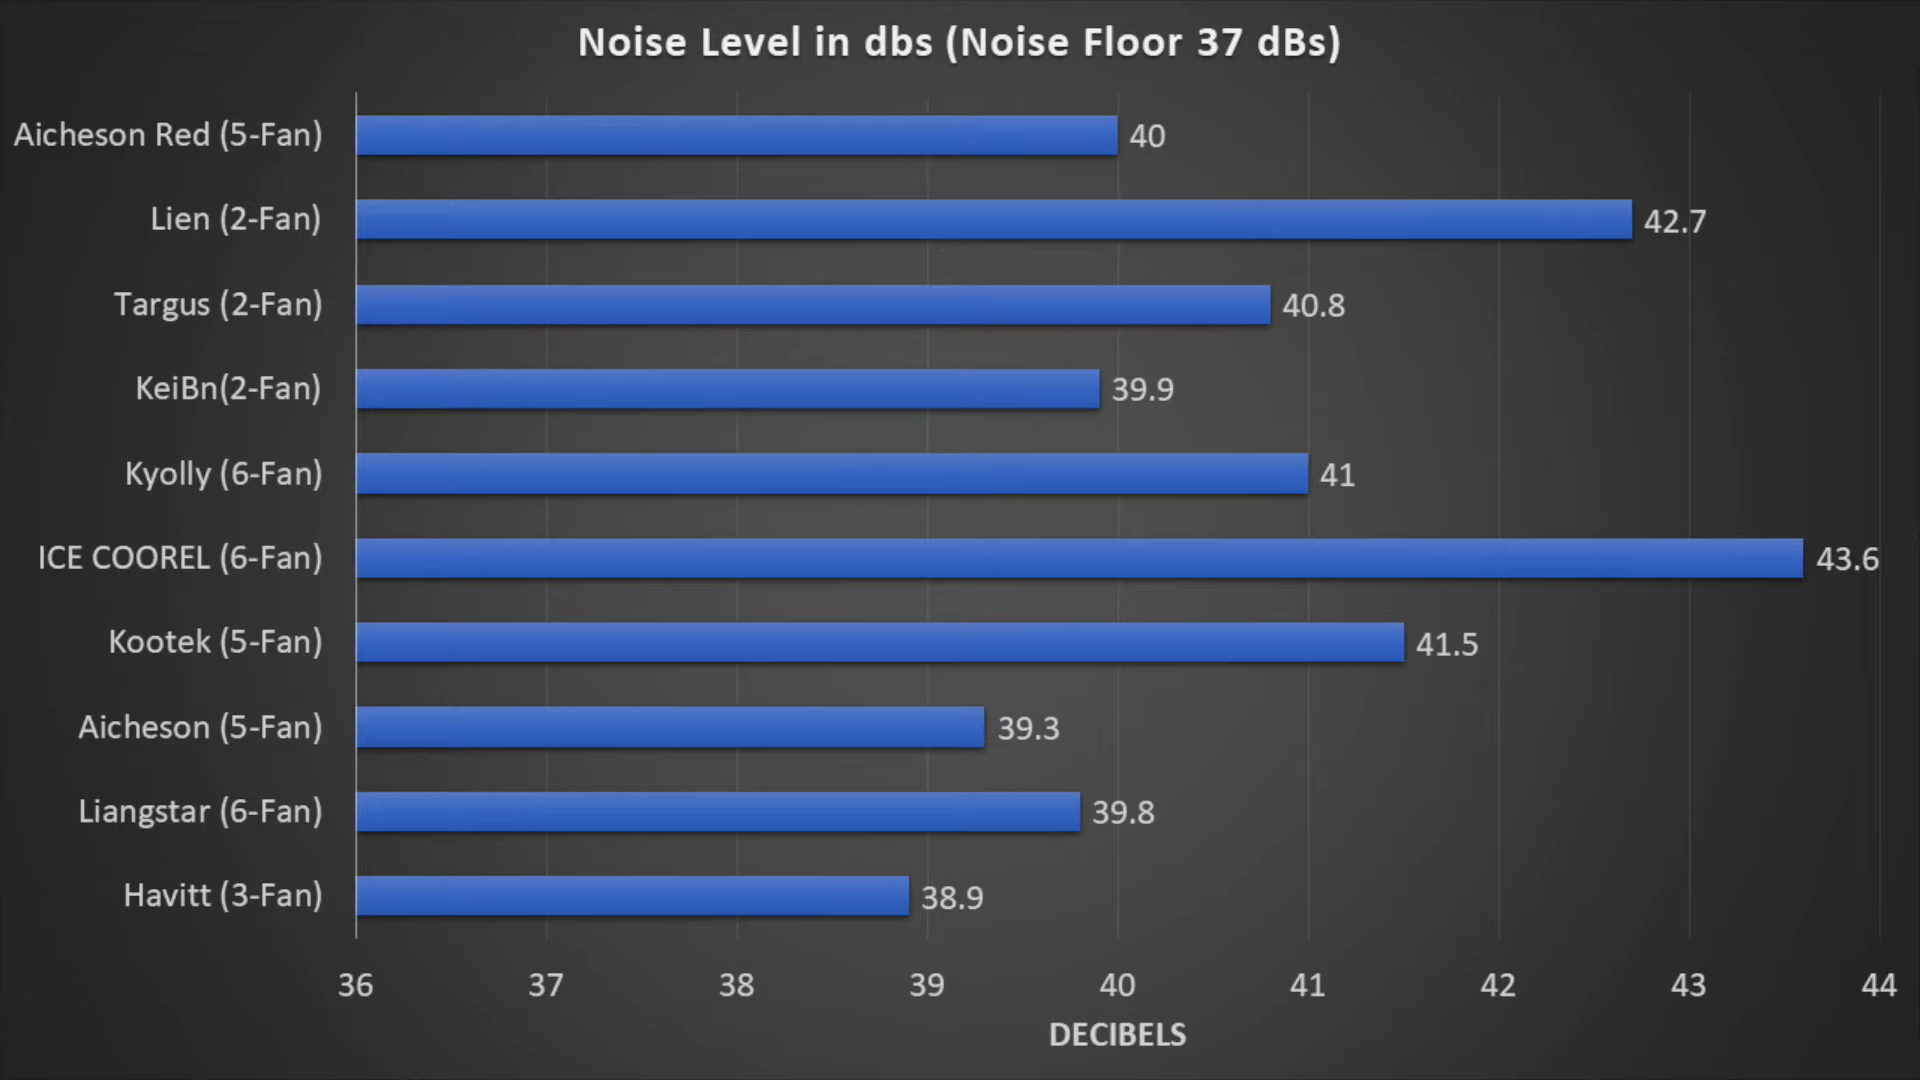 Noise Level in dbs (Noise Floor 37 dBs)
Aicheson Red (5-Fan) 40
Lien (2-Fan) 42.7
Targus (2-Fan) 40.8
KeiBn(2-Fan) 39.9
Kyolly (6-Fan) 41
ICE COOREL (6-Fan) 43.6
Kootek (5-Fan) 41.5
Aicheson (5-Fan) 39.3
Liangstar (6-Fan) 39.8
Havitt (3-Fan) 38.9
36 37 38 39 40 41 42 43 44
DECIBELS